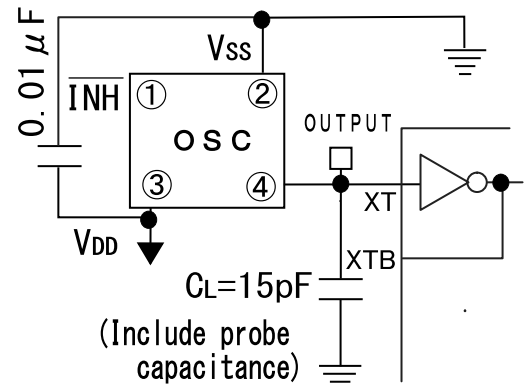 0.01μF
VSS
INH
①
②
OUTPUT
OSC
③
④
XT
VDD
XTB
CL=15pF
(Include probe
capacitance)